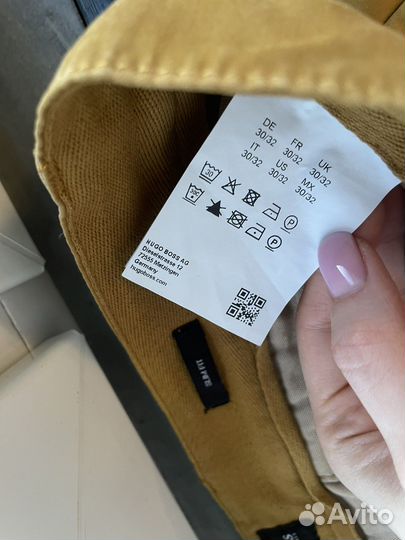 DE FR UK
30/32 30/32 30/32
IT US MX
30/32 30/32 30/32
30
HUGO BOSS AG
Dieselstrasse 12
72555 Metzingen
Germany
hugoboss.com
SLIM FIT
S
Avito